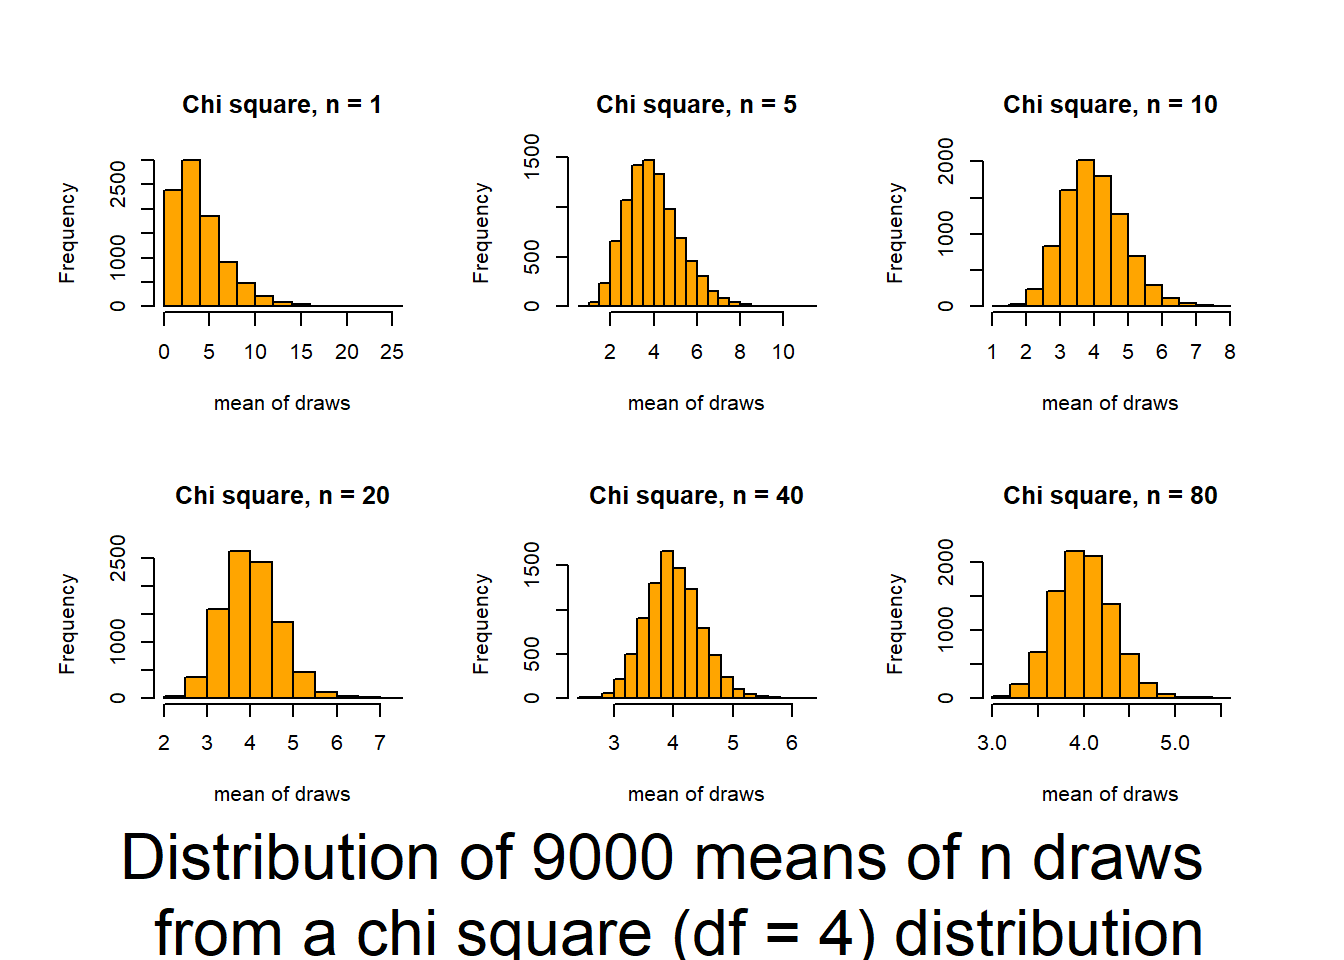 Chi square, n = 1
Frequency
0 1000 2500
0 5 10 15 20 25
mean of draws
Chi square, n = 5
Frequency
0 500 1500
2 4 6 8 10
mean of draws
Chi square, n = 10
Frequency
0 1000 2000
1 2 3 4 5 6 7 8
mean of draws
Chi square, n = 20
Frequency
0 1000 2500
2 3 4 5 6 7
mean of draws
Chi square, n = 40
Frequency
0 500 1500
3 4 5 6
mean of draws
Chi square, n = 80
Frequency
0 1000 2000
3.0 4.0 5.0
mean of draws
Distribution of 9000 means of n draws
from a chi square (df = 4) distribution